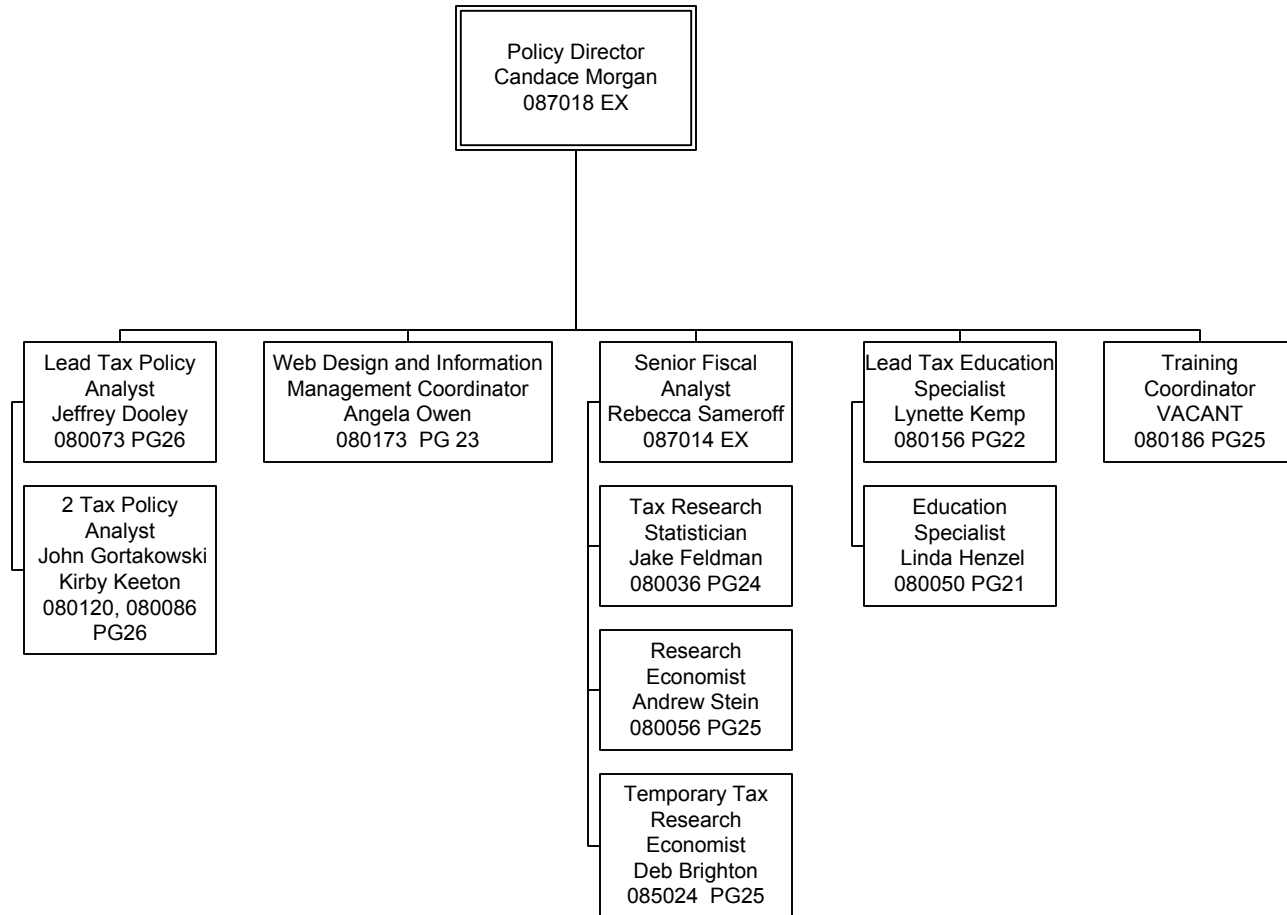 Policy Director
Candace Morgan
087018 EX
Lead Tax Policy
Analyst
Jeffrey Dooley
080073 PG26
2 Tax Policy
Analyst
John Gortakowski
Kirby Keeton
080120, 080086
PG26
Web Design and Information
Management Coordinator
Angela Owen
080173  PG 23
Senior Fiscal
Analyst
Rebecca Sameroff
087014 EX
Tax Research
Statistician
Jake Feldman
080036 PG24
Research
Economist
Andrew Stein
080056 PG25
Temporary Tax
Research
Economist
Deb Brighton
085024  PG25
Lead Tax Education
Specialist
Lynette Kemp
080156 PG22
Education
Specialist
Linda Henzel
080050 PG21
Training
Coordinator
VACANT
080186 PG25